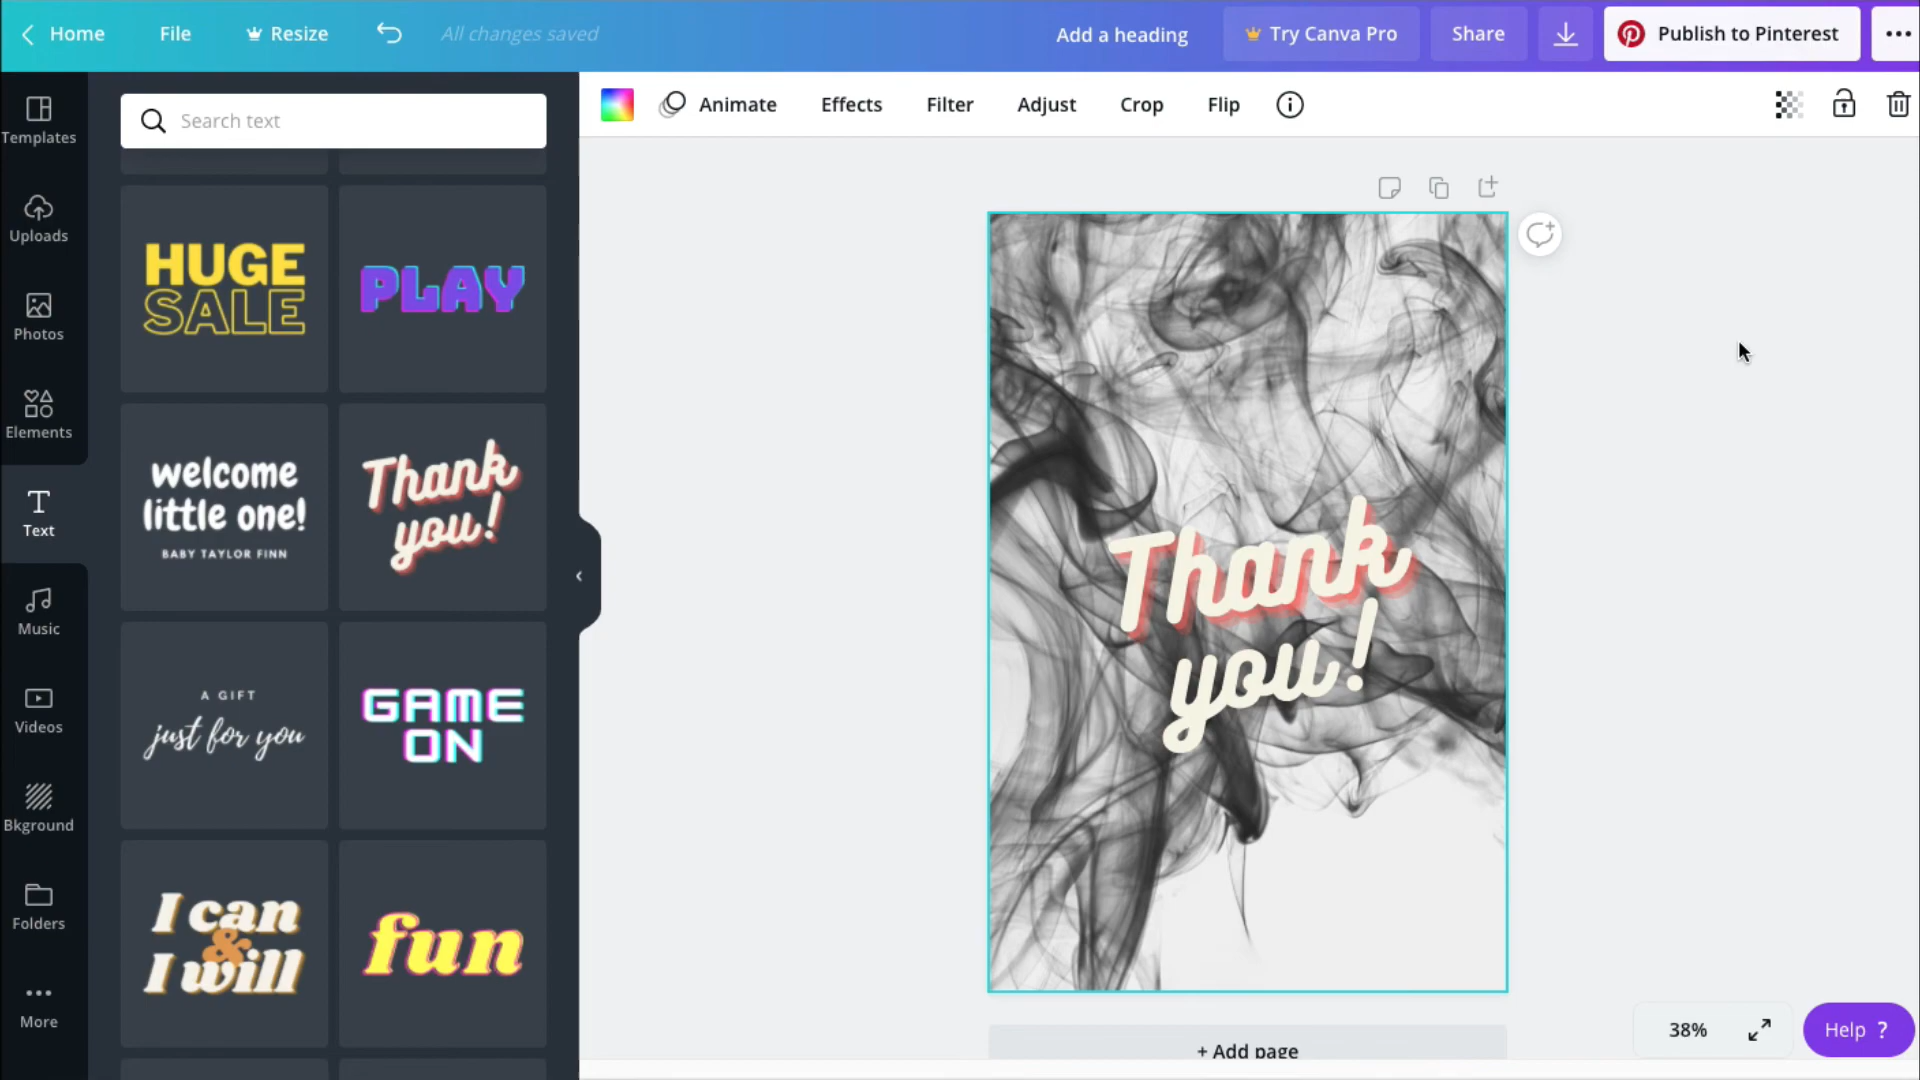 Home
File
Resize
All changes saved
Add a heading
Try Canva Pro
Share
Publish to Pinterest
Templates
Uploads
Photos
Elements
Text
Music
Videos
Bkground
Folders
More
Search text
HUGE
SALE
PLAY
welcome
little one!
BABY TAYLOR FINN
Thank
you!
A GIFT
just for you
GAME
ON
I can
&
I will
fun
Animate
Effects
Filter
Adjust
Crop
Flip
Thank
you!
+ Add page
38%
Help ?